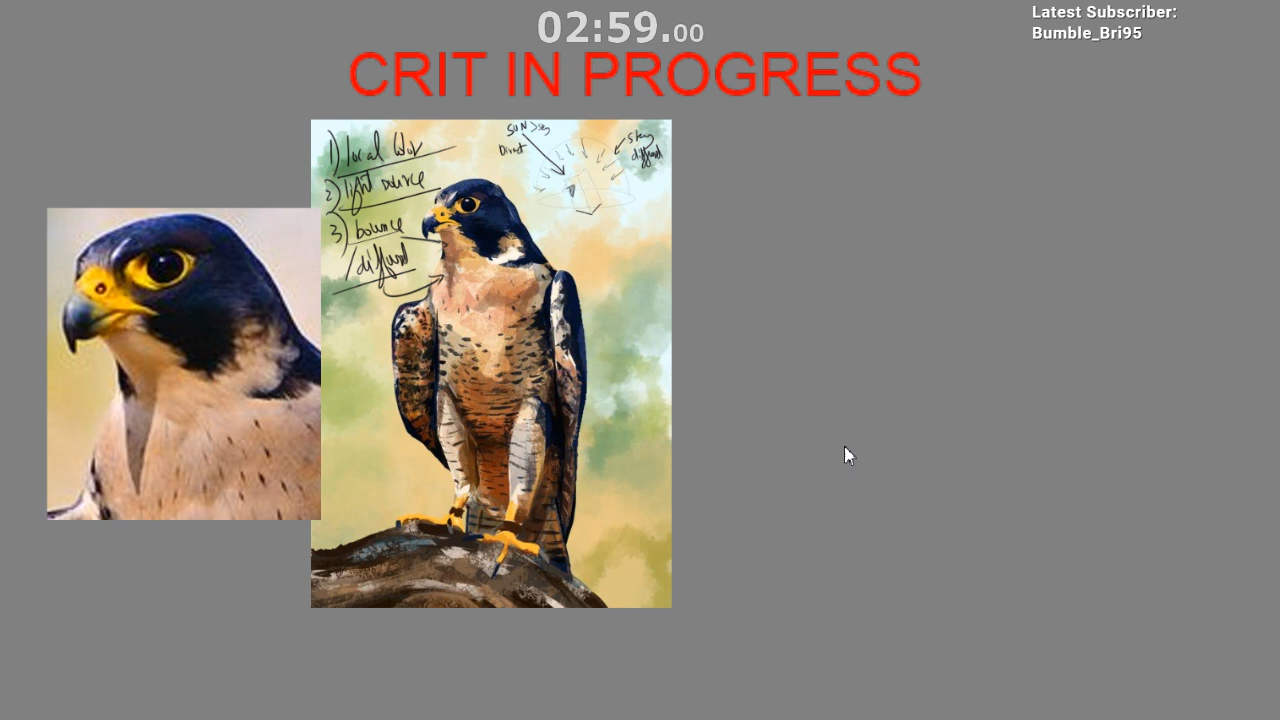 02:59.00
CRIT IN PROGRESS
Latest Subscriber:
Bumble_Bri95
1) local
2) light source
3) bounce
/diffused
SUN > sky
Direct
diffused